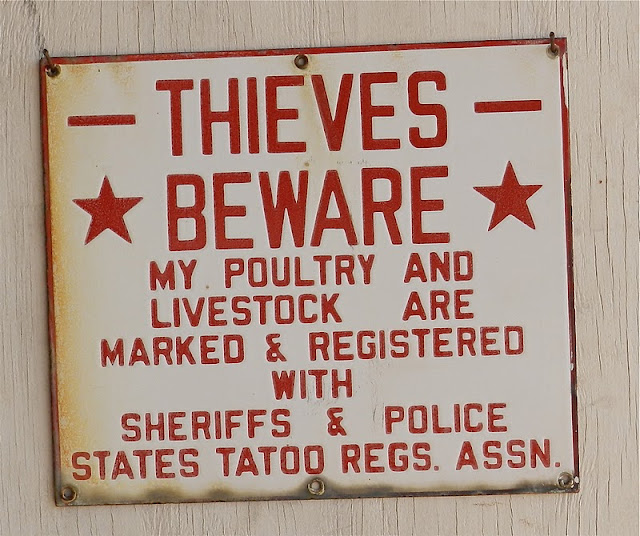 — THIEVES —
BEWARE
MY POULTRY AND
LIVESTOCK ARE
MARKED & REGISTERED
WITH
SHERIFFS & POLICE
STATES TATOO REGS. ASSN.